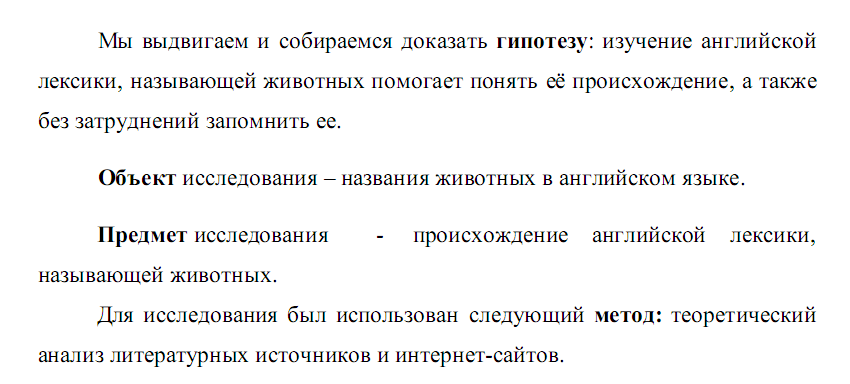 Мы выдвигаем и собираемся доказать гипотезу: изучение английской
лексики, называющей животных помогает понять её происхождение, а также
без затруднений запомнить ее.
Объект исследования – названия животных в английском языке.
Предмет исследования - происхождение английской лексики,
называющей животных.
Для исследования был использован следующий метод: теоретический
анализ литературных источников и интернет-сайтов.